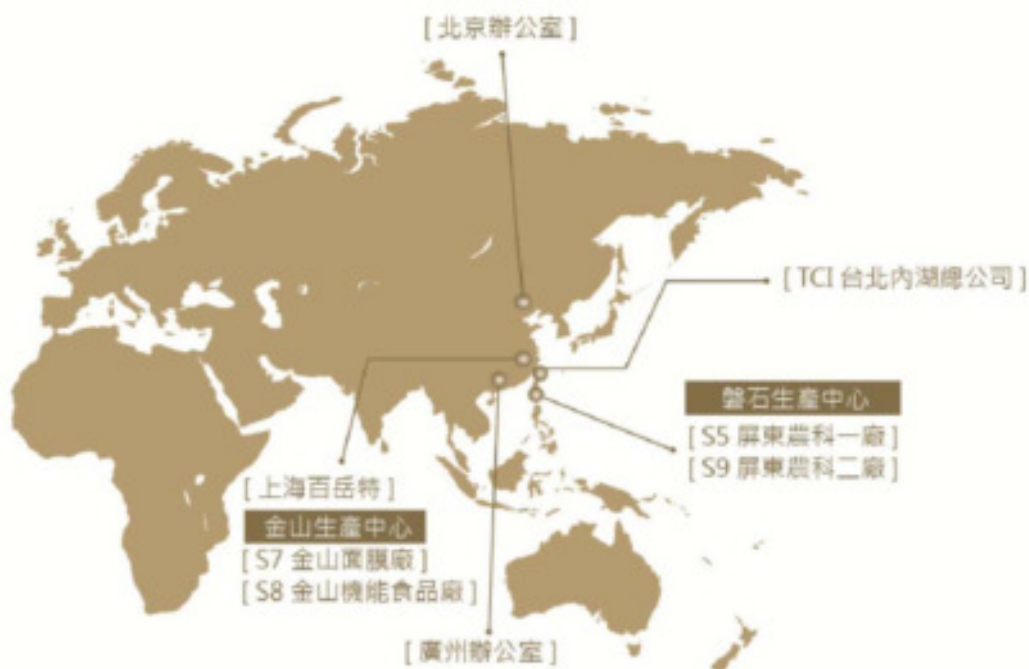 [ 北京辦公室 ]
[ TCI 台北內湖總公司 ]
磐石生產中心
[ S5 屏東農科一廠 ]
[ S9 屏東農科二廠 ]
[ 上海百岳特 ]
金山生產中心
[ S7 金山面膜廠 ]
[ S8 金山機能食品廠 ]
[ 廣州辦公室 ]